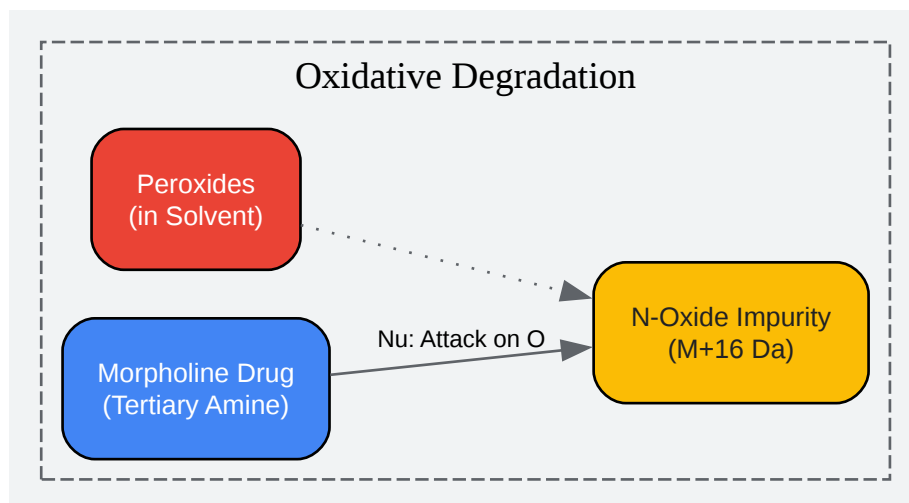 Oxidative Degradation
Peroxides
(in Solvent)
N-Oxide Impurity
(M+16 Da)
Nu: Attack on O
Morpholine Drug
(Tertiary Amine)